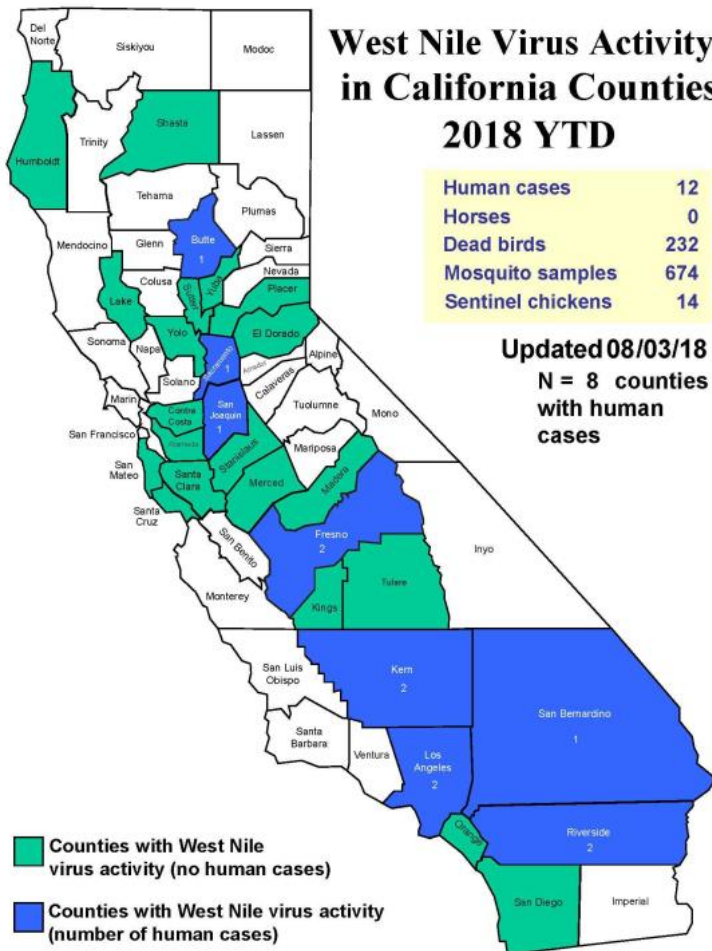 West Nile Virus Activity
in California Counties
2018 YTD
Human cases 12
Horses 0
Dead birds 232
Mosquito samples 674
Sentinel chickens 14
Updated 08/03/18
N = 8 counties
with human
cases
Del
Norte
Siskiyou
Modoc
Humboldt
Trinity
Shasta
Lassen
Tehama
Plumas
Mendocino
Glenn
Butte
1
Sierra
Nevada
Colusa
Lake
Sutter
Yuba
Placer
Yolo
El Dorado
Sonoma
Napa
Sacramento
1
Amador
Alpine
Solano
Calaveras
Marin
Contra
Costa
San
Joaquin
1
Tuolumne
Mono
San Francisco
Alameda
Stanislaus
Mariposa
San
Mateo
Santa
Clara
Merced
Madera
Santa
Cruz
San Benito
Fresno
2
Inyo
Monterey
Kings
Tulare
San Luis
Obispo
Kern
2
San Bernardino
1
Santa
Barbara
Ventura
Los
Angeles
2
Orange
Riverside
2
San Diego
Imperial
Counties with West Nile
virus activity (no human cases)
Counties with West Nile virus activity
(number of human cases)